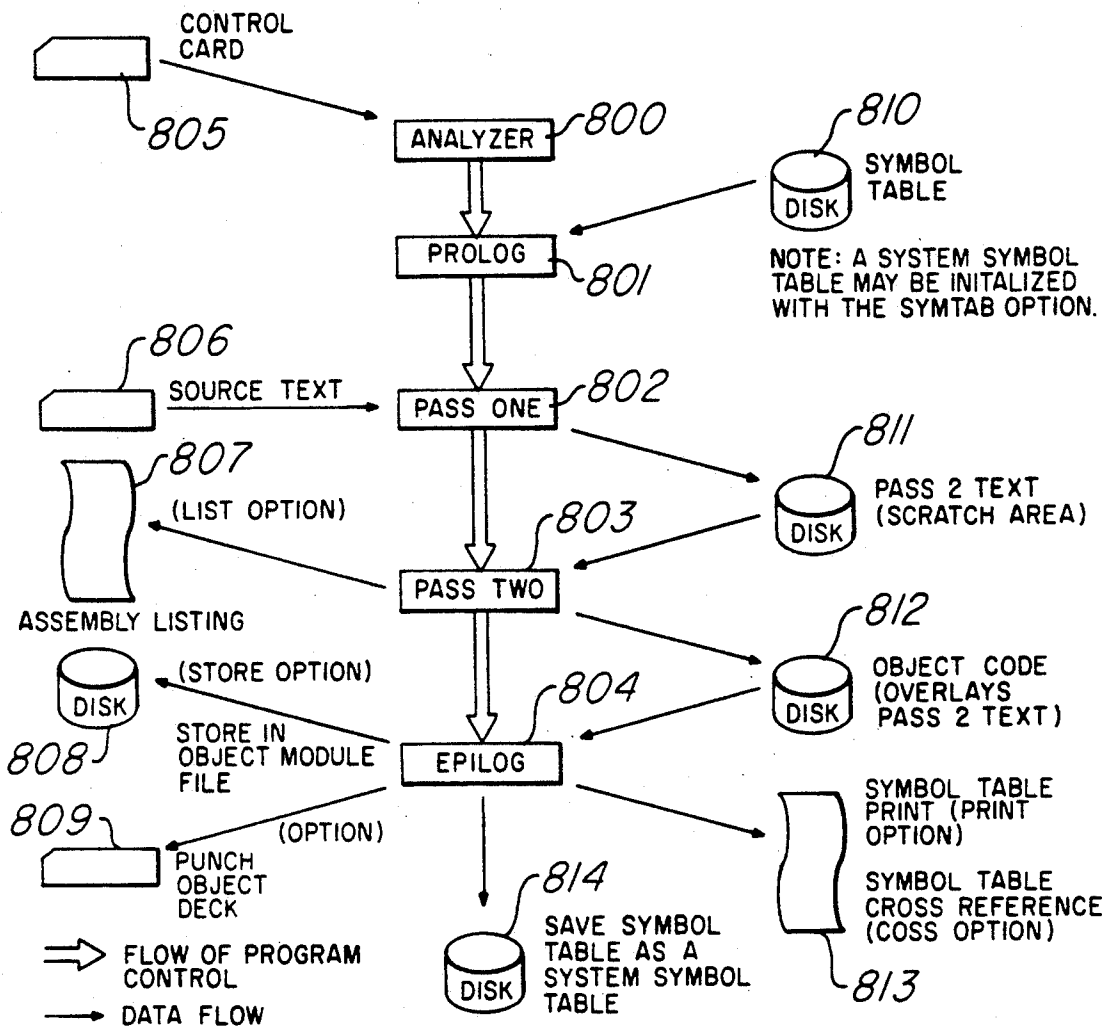 CONTROL
CARD
805
ANALYZER
800
810
DISK
SYMBOL
TABLE
PROLOG
801
NOTE: A SYSTEM SYMBOL
TABLE MAY BE INITALIZED
WITH THE SYMTAB OPTION.
806
SOURCE TEXT
PASS ONE
802
807
(LIST OPTION)
811
DISK
PASS 2 TEXT
(SCRATCH AREA)
803
PASS TWO
ASSEMBLY LISTING
812
DISK
OBJECT CODE
(OVERLAYS
PASS 2 TEXT)
DISK
808
(STORE OPTION)
STORE IN
OBJECT MODULE
FILE
804
EPILOG
809
(OPTION)
PUNCH
OBJECT
DECK
SYMBOL TABLE
PRINT (PRINT
OPTION)
SYMBOL TABLE
CROSS REFERENCE
(COSS OPTION)
813
814
DISK
SAVE SYMBOL
TABLE AS A
SYSTEM SYMBOL
TABLE
FLOW OF PROGRAM
CONTROL
DATA FLOW